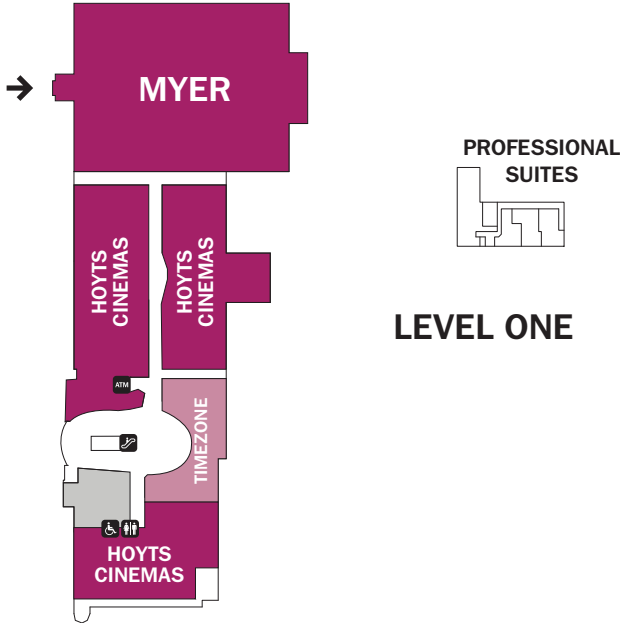 MYER
PROFESSIONAL
SUITES
HOYTS
CINEMAS
HOYTS
CINEMAS
LEVEL ONE
ATM
TIMEZONE
HOYTS
CINEMAS